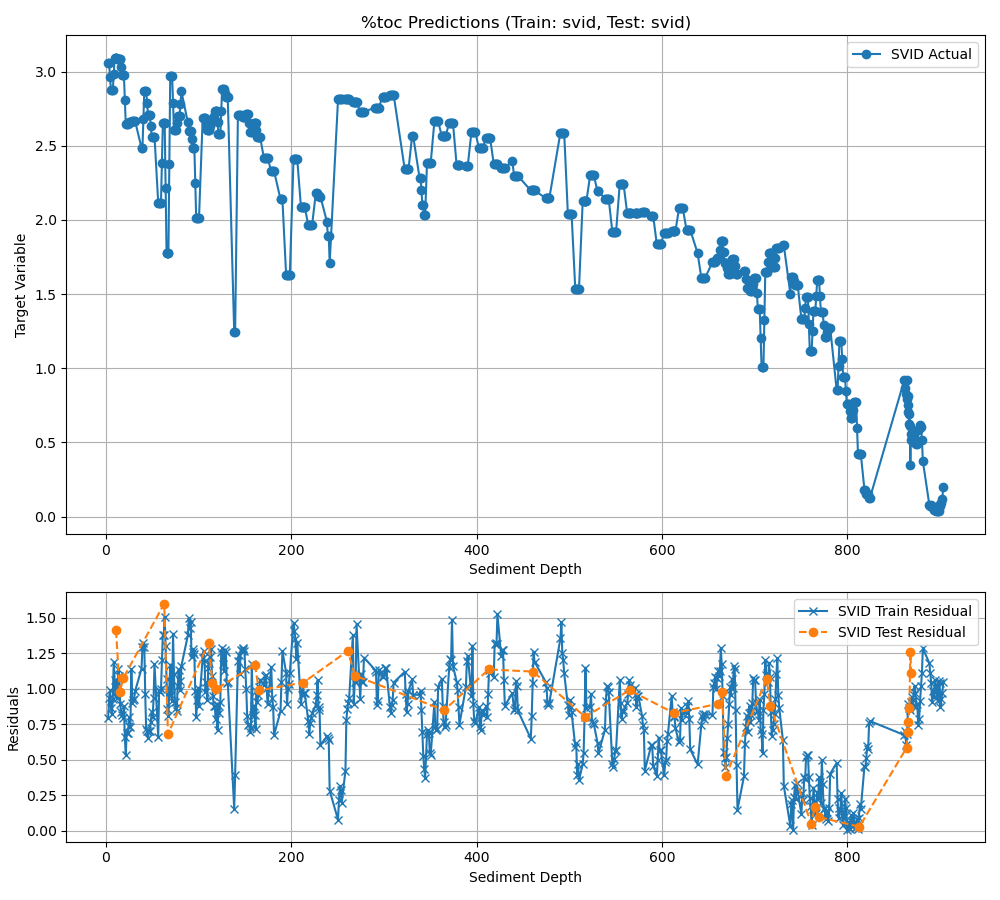 %toc Predictions (Train: svid, Test: svid)
SVID Actual
Target Variable
3.0
2.5
2.0
1.5
1.0
0.5
0.0
0 200 400 600 800
Sediment Depth
SVID Train Residual
SVID Test Residual
Residuals
1.50
1.25
1.00
0.75
0.50
0.25
0.00
0 200 400 600 800
Sediment Depth